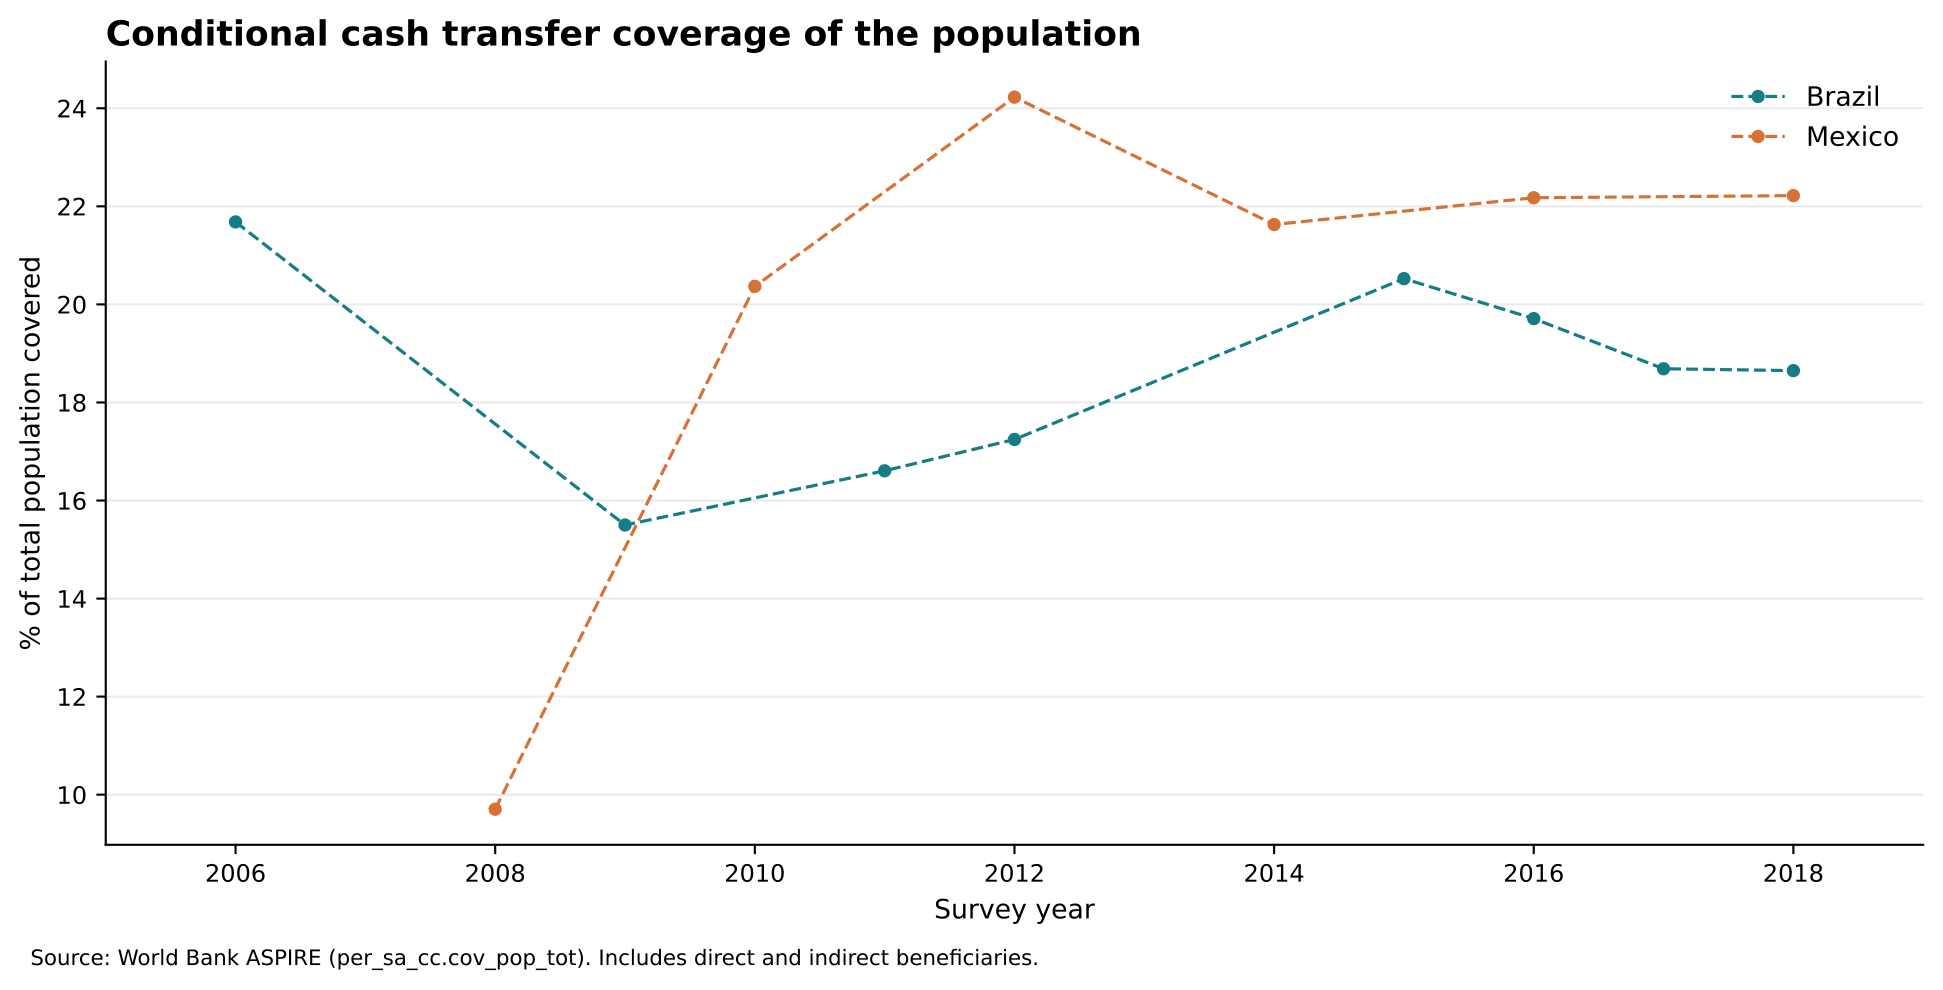 Conditional cash transfer coverage of the population
Brazil
Mexico
% of total population covered
24
22
20
18
16
14
12
10
2006 2008 2010 2012 2014 2016 2018
Survey year
Source: World Bank ASPIRE (per_sa_cc.cov_pop_tot). Includes direct and indirect beneficiaries.